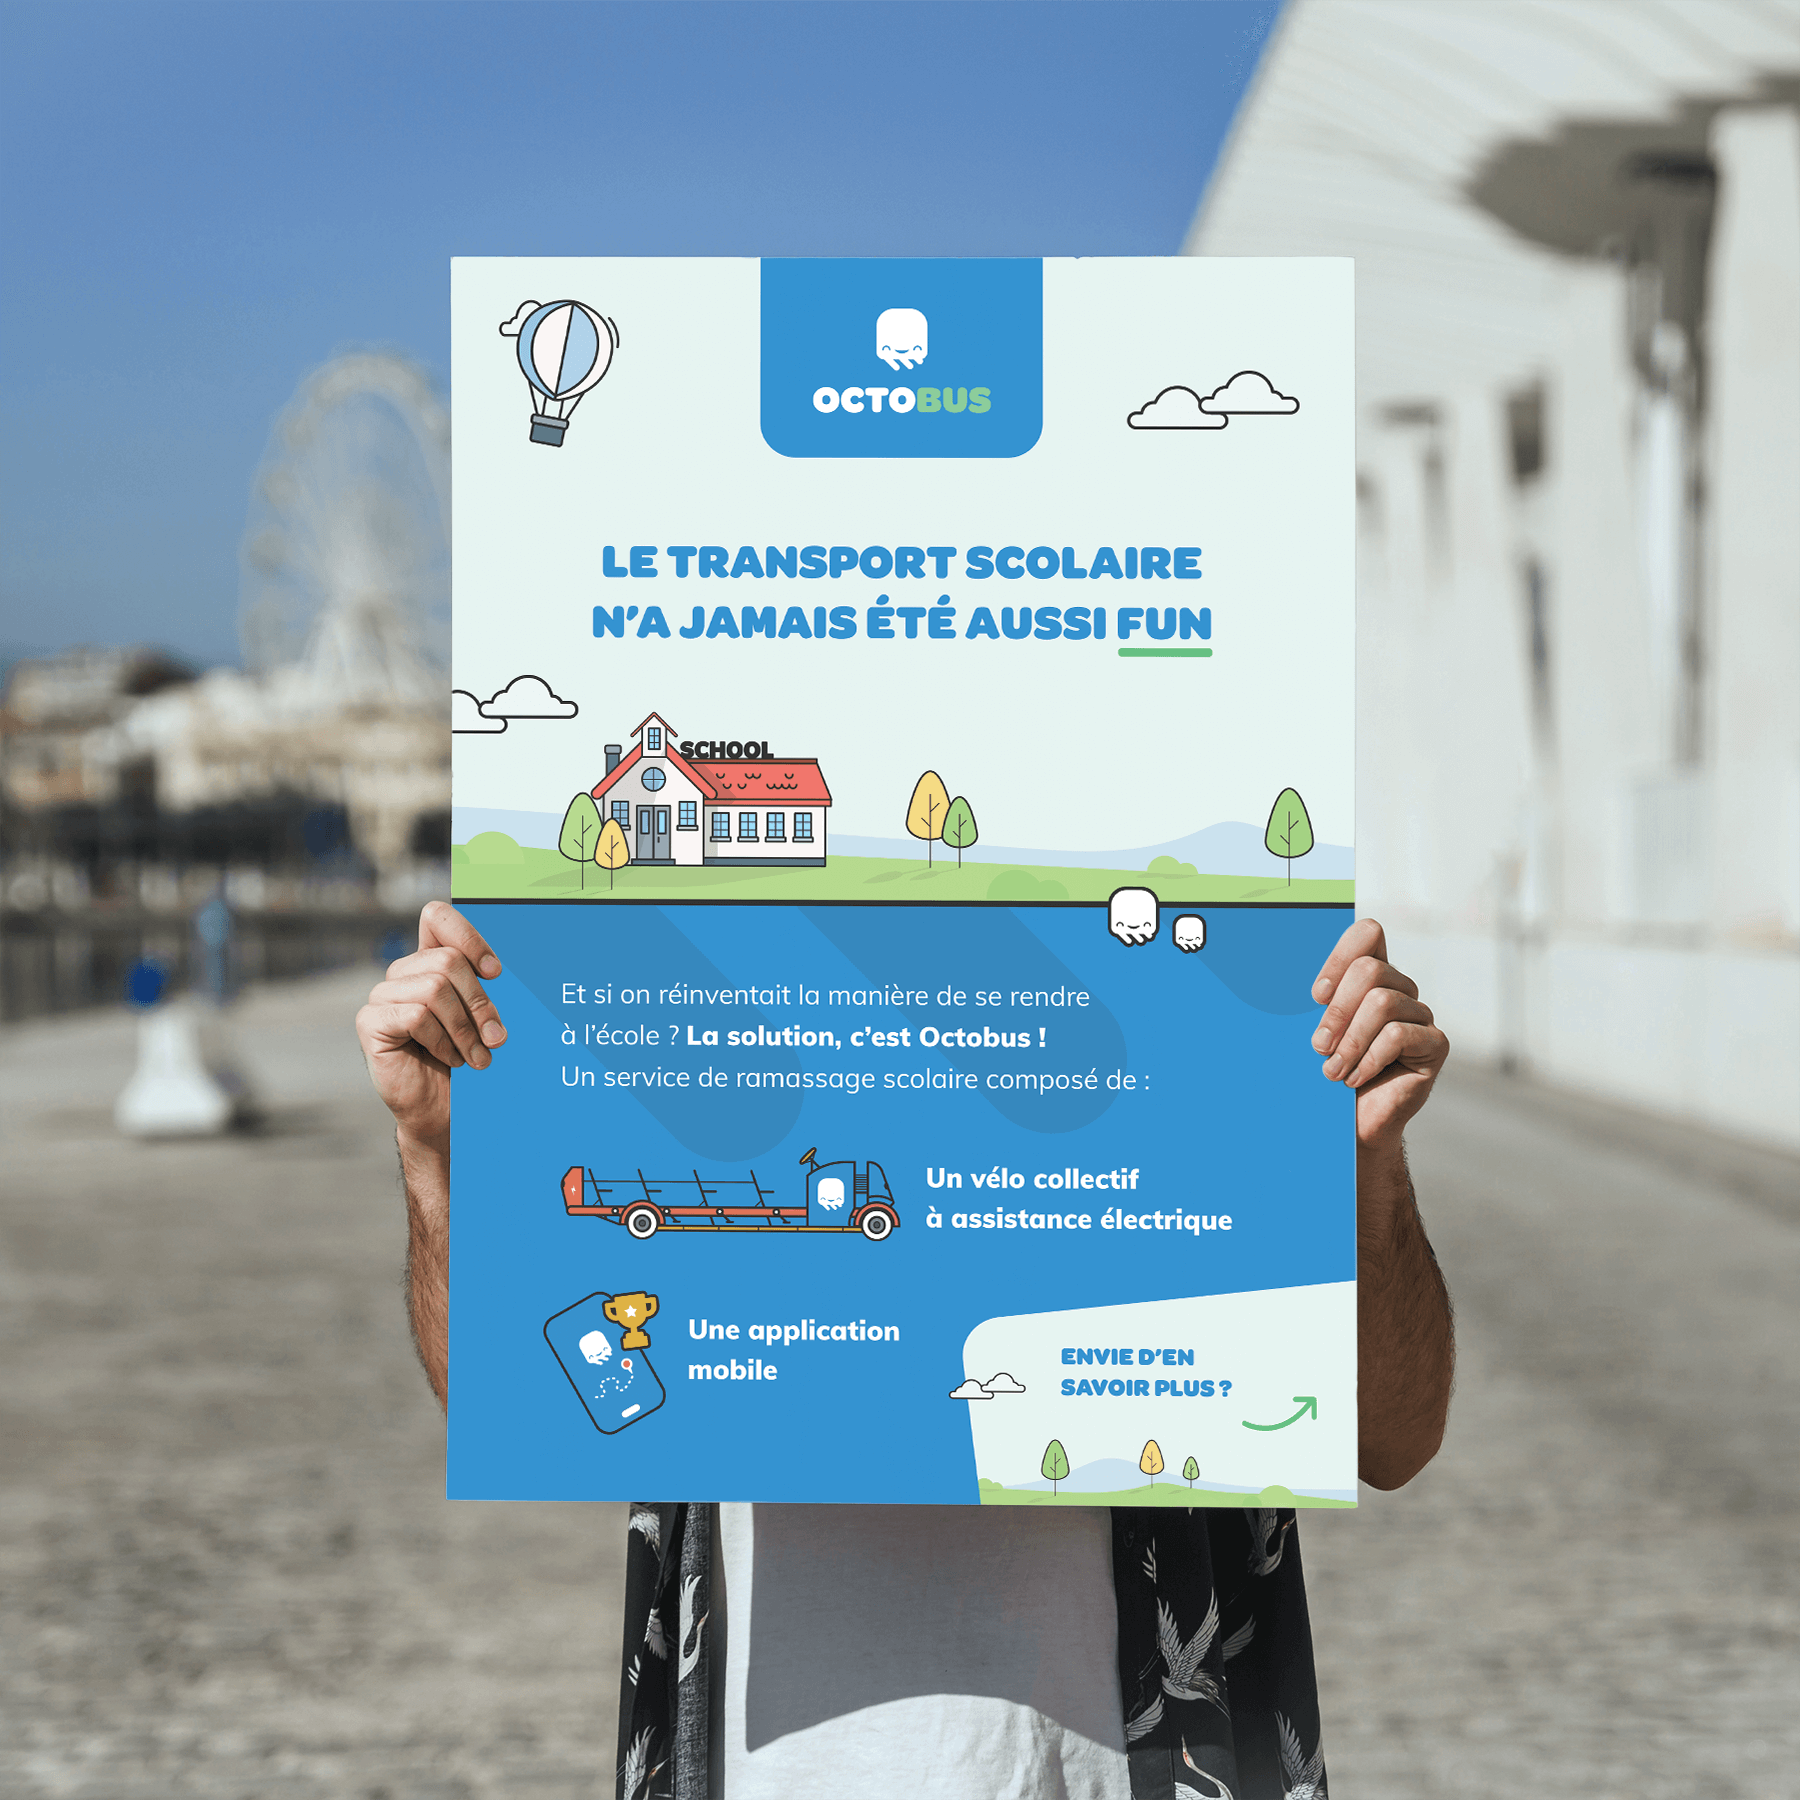 OCTOBUS
LE TRANSPORT SCOLAIRE
N'A JAMAIS ÉTÉ AUSSI FUN
SCHOOL
Et si on réinventait la manière de se rendre
à l'école ? La solution, c'est Octobus !
Un service de ramassage scolaire composé de :
Un vélo collectif
à assistance électrique
Une application
mobile
ENVIE D'EN
SAVOIR PLUS ?